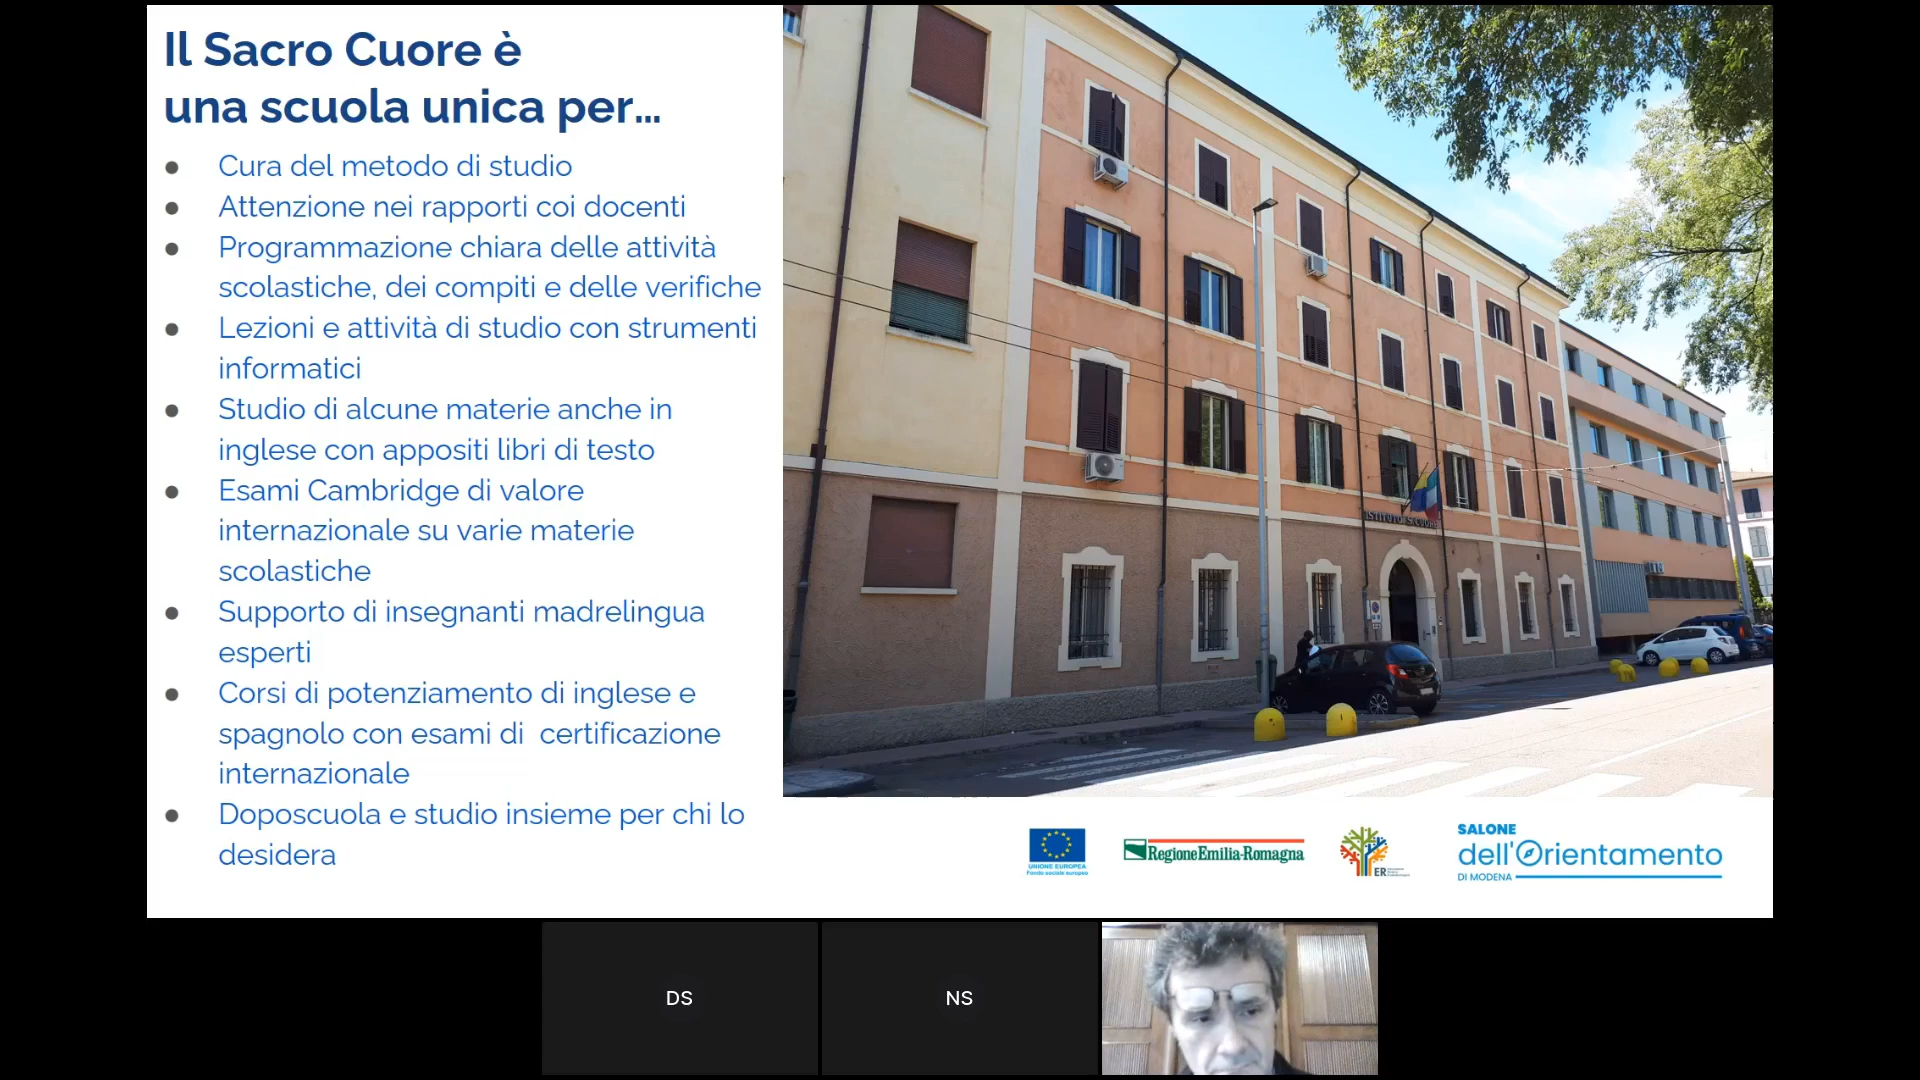 Il Sacro Cuore è
una scuola unica per...
● Cura del metodo di studio
● Attenzione nei rapporti coi docenti
● Programmazione chiara delle attività
scolastiche, dei compiti e delle verifiche
● Lezioni e attività di studio con strumenti
informatici
● Studio di alcune materie anche in
inglese con appositi libri di testo
● Esami Cambridge di valore
internazionale su varie materie
scolastiche
● Supporto di insegnanti madrelingua
esperti
● Corsi di potenziamento di inglese e
spagnolo con esami di  certificazione
internazionale
● Doposcuola e studio insieme per chi lo
desidera
ISTITUTO S. CUORE
UNIONE EUROPEA
Fondo sociale europeo
RegioneEmilia-Romagna
ER
SALONE
dell'Orientamento
DI MODENA
DS
NS